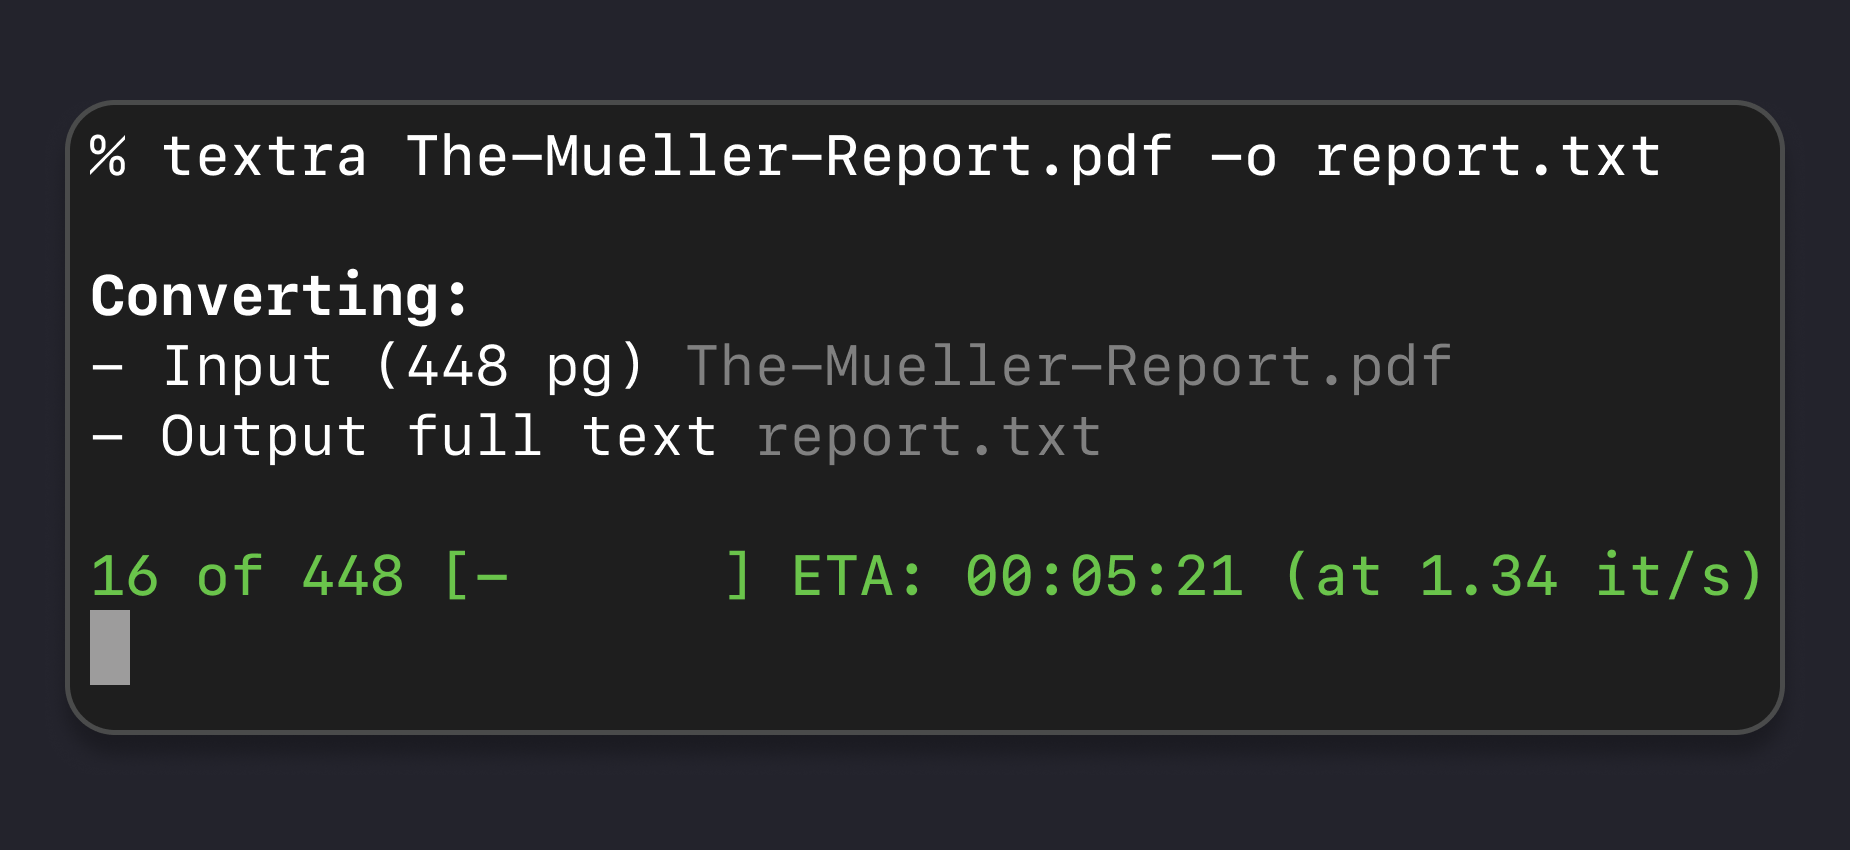 % textra The-Mueller-Report.pdf -o report.txt
Converting:
- Input (448 pg) The-Mueller-Report.pdf
- Output full text report.txt
16 of 448 [-      ] ETA: 00:05:21 (at 1.34 it/s)